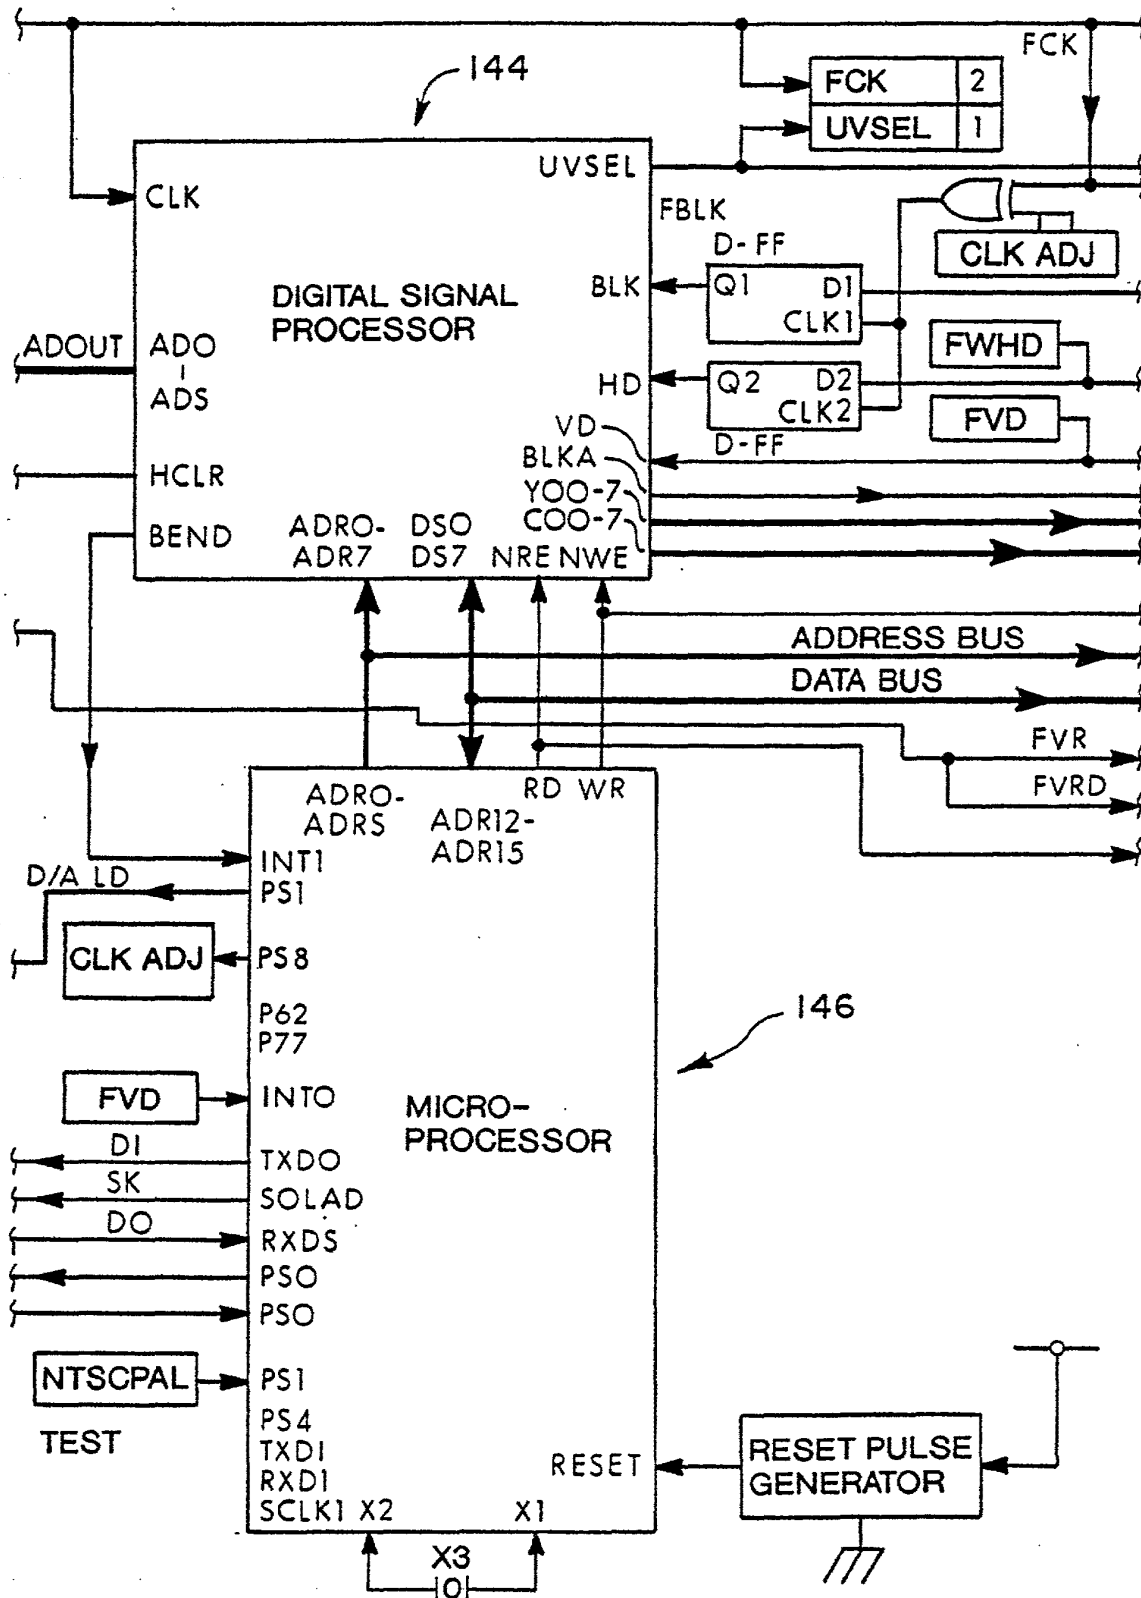 FCK
144
FCK 2
UVSEL 1
UVSEL
CLK
FBLK
CLK ADJ
D-FF
DIGITAL SIGNAL
PROCESSOR
BLK
Q1 D1
CLK1
ADOUT
ADO
-
ADS
FWHD
HD
Q2 D2
CLK2
FVD
VD
D-FF
BLKA
HCLR
YOO-7
COO-7
BEND
ADRO-
ADR7
DSO
DS7
NRE NWE
ADDRESS BUS
DATA BUS
FVR
FVRD
ADRO-
ADRS
ADR12-
ADR15
RD WR
INT1
D/A LD
PS1
CLK ADJ
PS8
146
P62
P77
FVD
INTO
MICRO-
PROCESSOR
DI
TXDO
SK
SOLAD
DO
RXDS
PSO
PSO
NTSCPAL
PS1
TEST
PS4
TXD1
RXD1
SCLK1 X2
X1
RESET
RESET PULSE
GENERATOR
X3